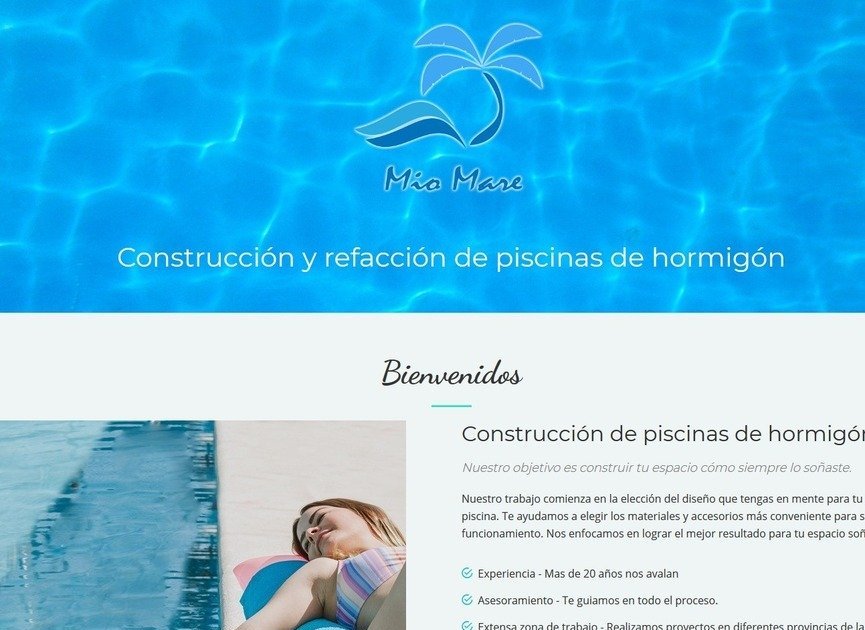 Mio Mare
Construcción y refacción de piscinas de hormigón
Bienvenidos
Construcción de piscinas de hormigón
Nuestro objetivo es construir tu espacio cómo siempre lo soñaste.
Nuestro trabajo comienza en la elección del diseño que tengas en mente para tu
piscina. Te ayudamos a elegir los materiales y accesorios más conveniente para s
funcionamiento. Nos enfocamos en lograr el mejor resultado para tu espacio soñ
Experiencia - Mas de 20 años nos avalan
Asesoramiento - Te guiamos en todo el proceso.
Extensa zona de trabajo - Realizamos proyectos en diferentes provincias de la